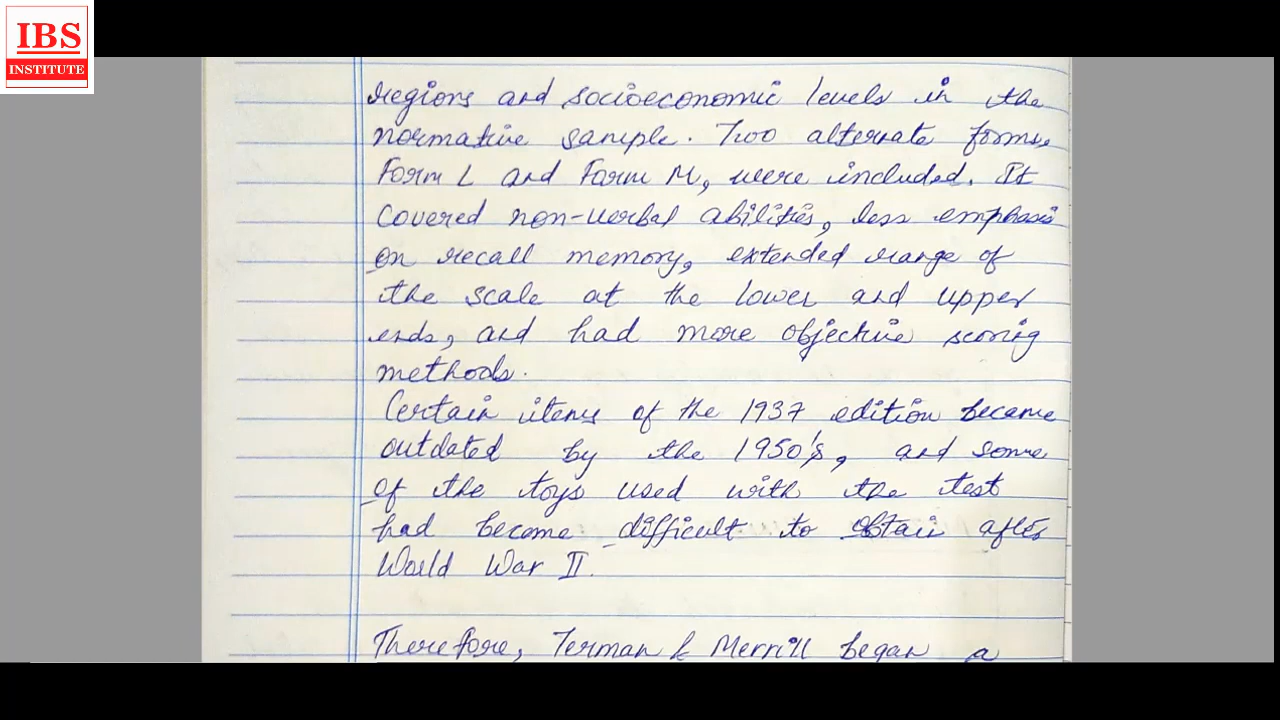 IBS
INSTITUTE
regions and socioeconomic levels in the
normative sample. Two alternate forms,
Form L and Form M, were included. It
covered non-verbal abilities, less emphasis
on recall memory, extended range of
the scale at the lower and upper
ends, and had more objective scoring
methods.
Certain items of the 1937 edition became
outdated by the 1950's, and some
of the toys used with the test
had become difficult to obtain after
World War II.
Therefore, Terman & Merrill began a